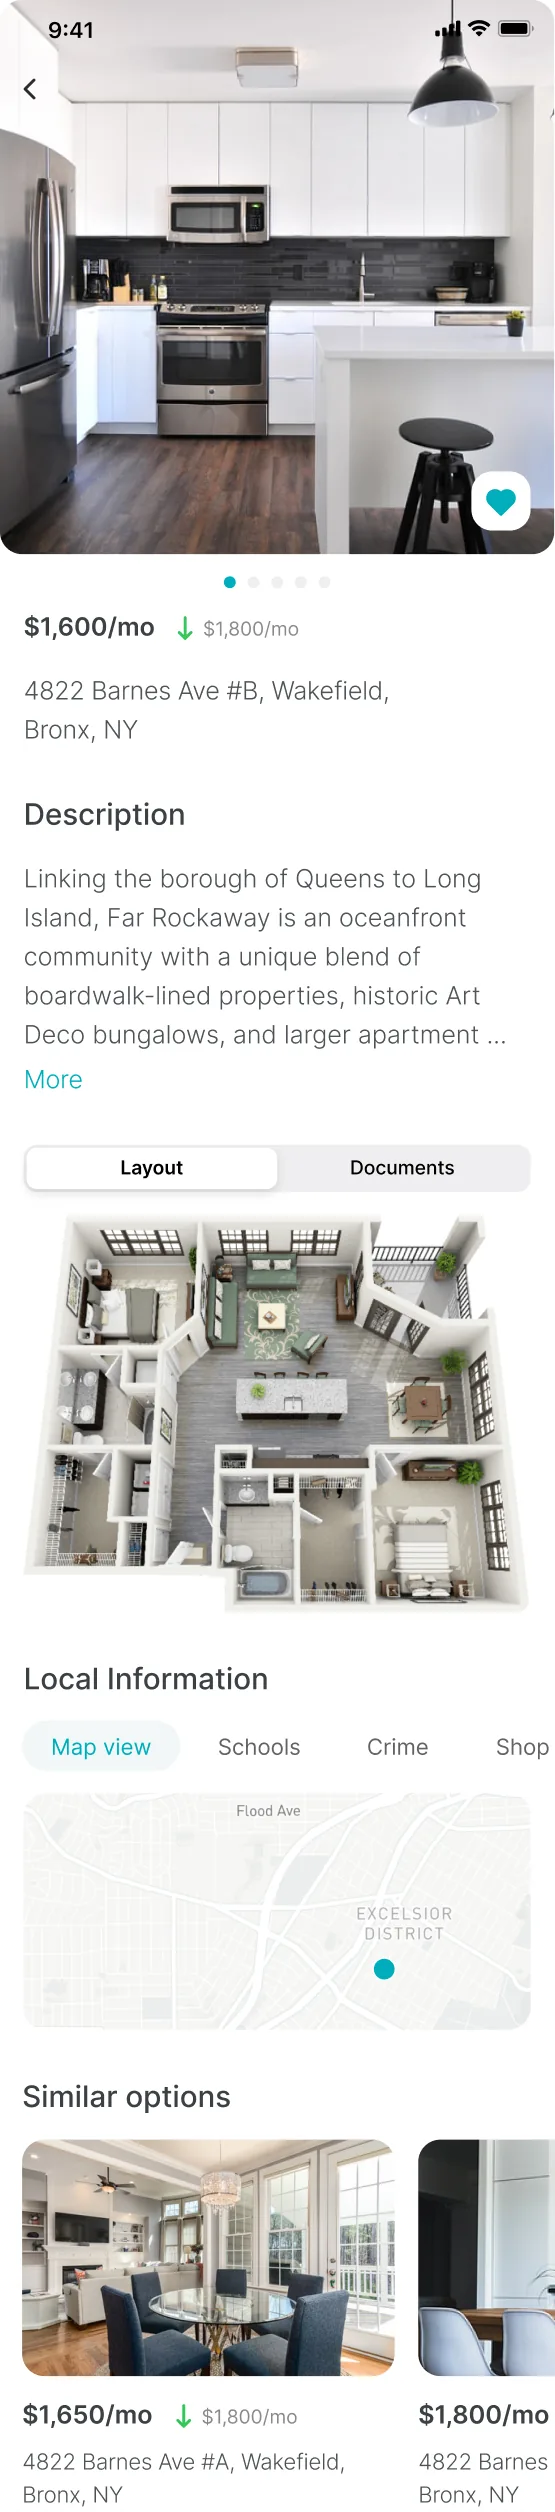 9:41
$1,600/mo $1,800/mo
4822 Barnes Ave #B, Wakefield,
Bronx, NY
Description
Linking the borough of Queens to Long
Island, Far Rockaway is an oceanfront
community with a unique blend of
boardwalk-lined properties, historic Art
Deco bungalows, and larger apartment ...
More
Layout Documents
Local Information
Map view Schools Crime Shop
Flood Ave
EXCELSIOR
DISTRICT
Similar options
$1,650/mo $1,800/mo
4822 Barnes Ave #A, Wakefield,
Bronx, NY
$1,800/mo
4822 Barnes
Bronx, NY